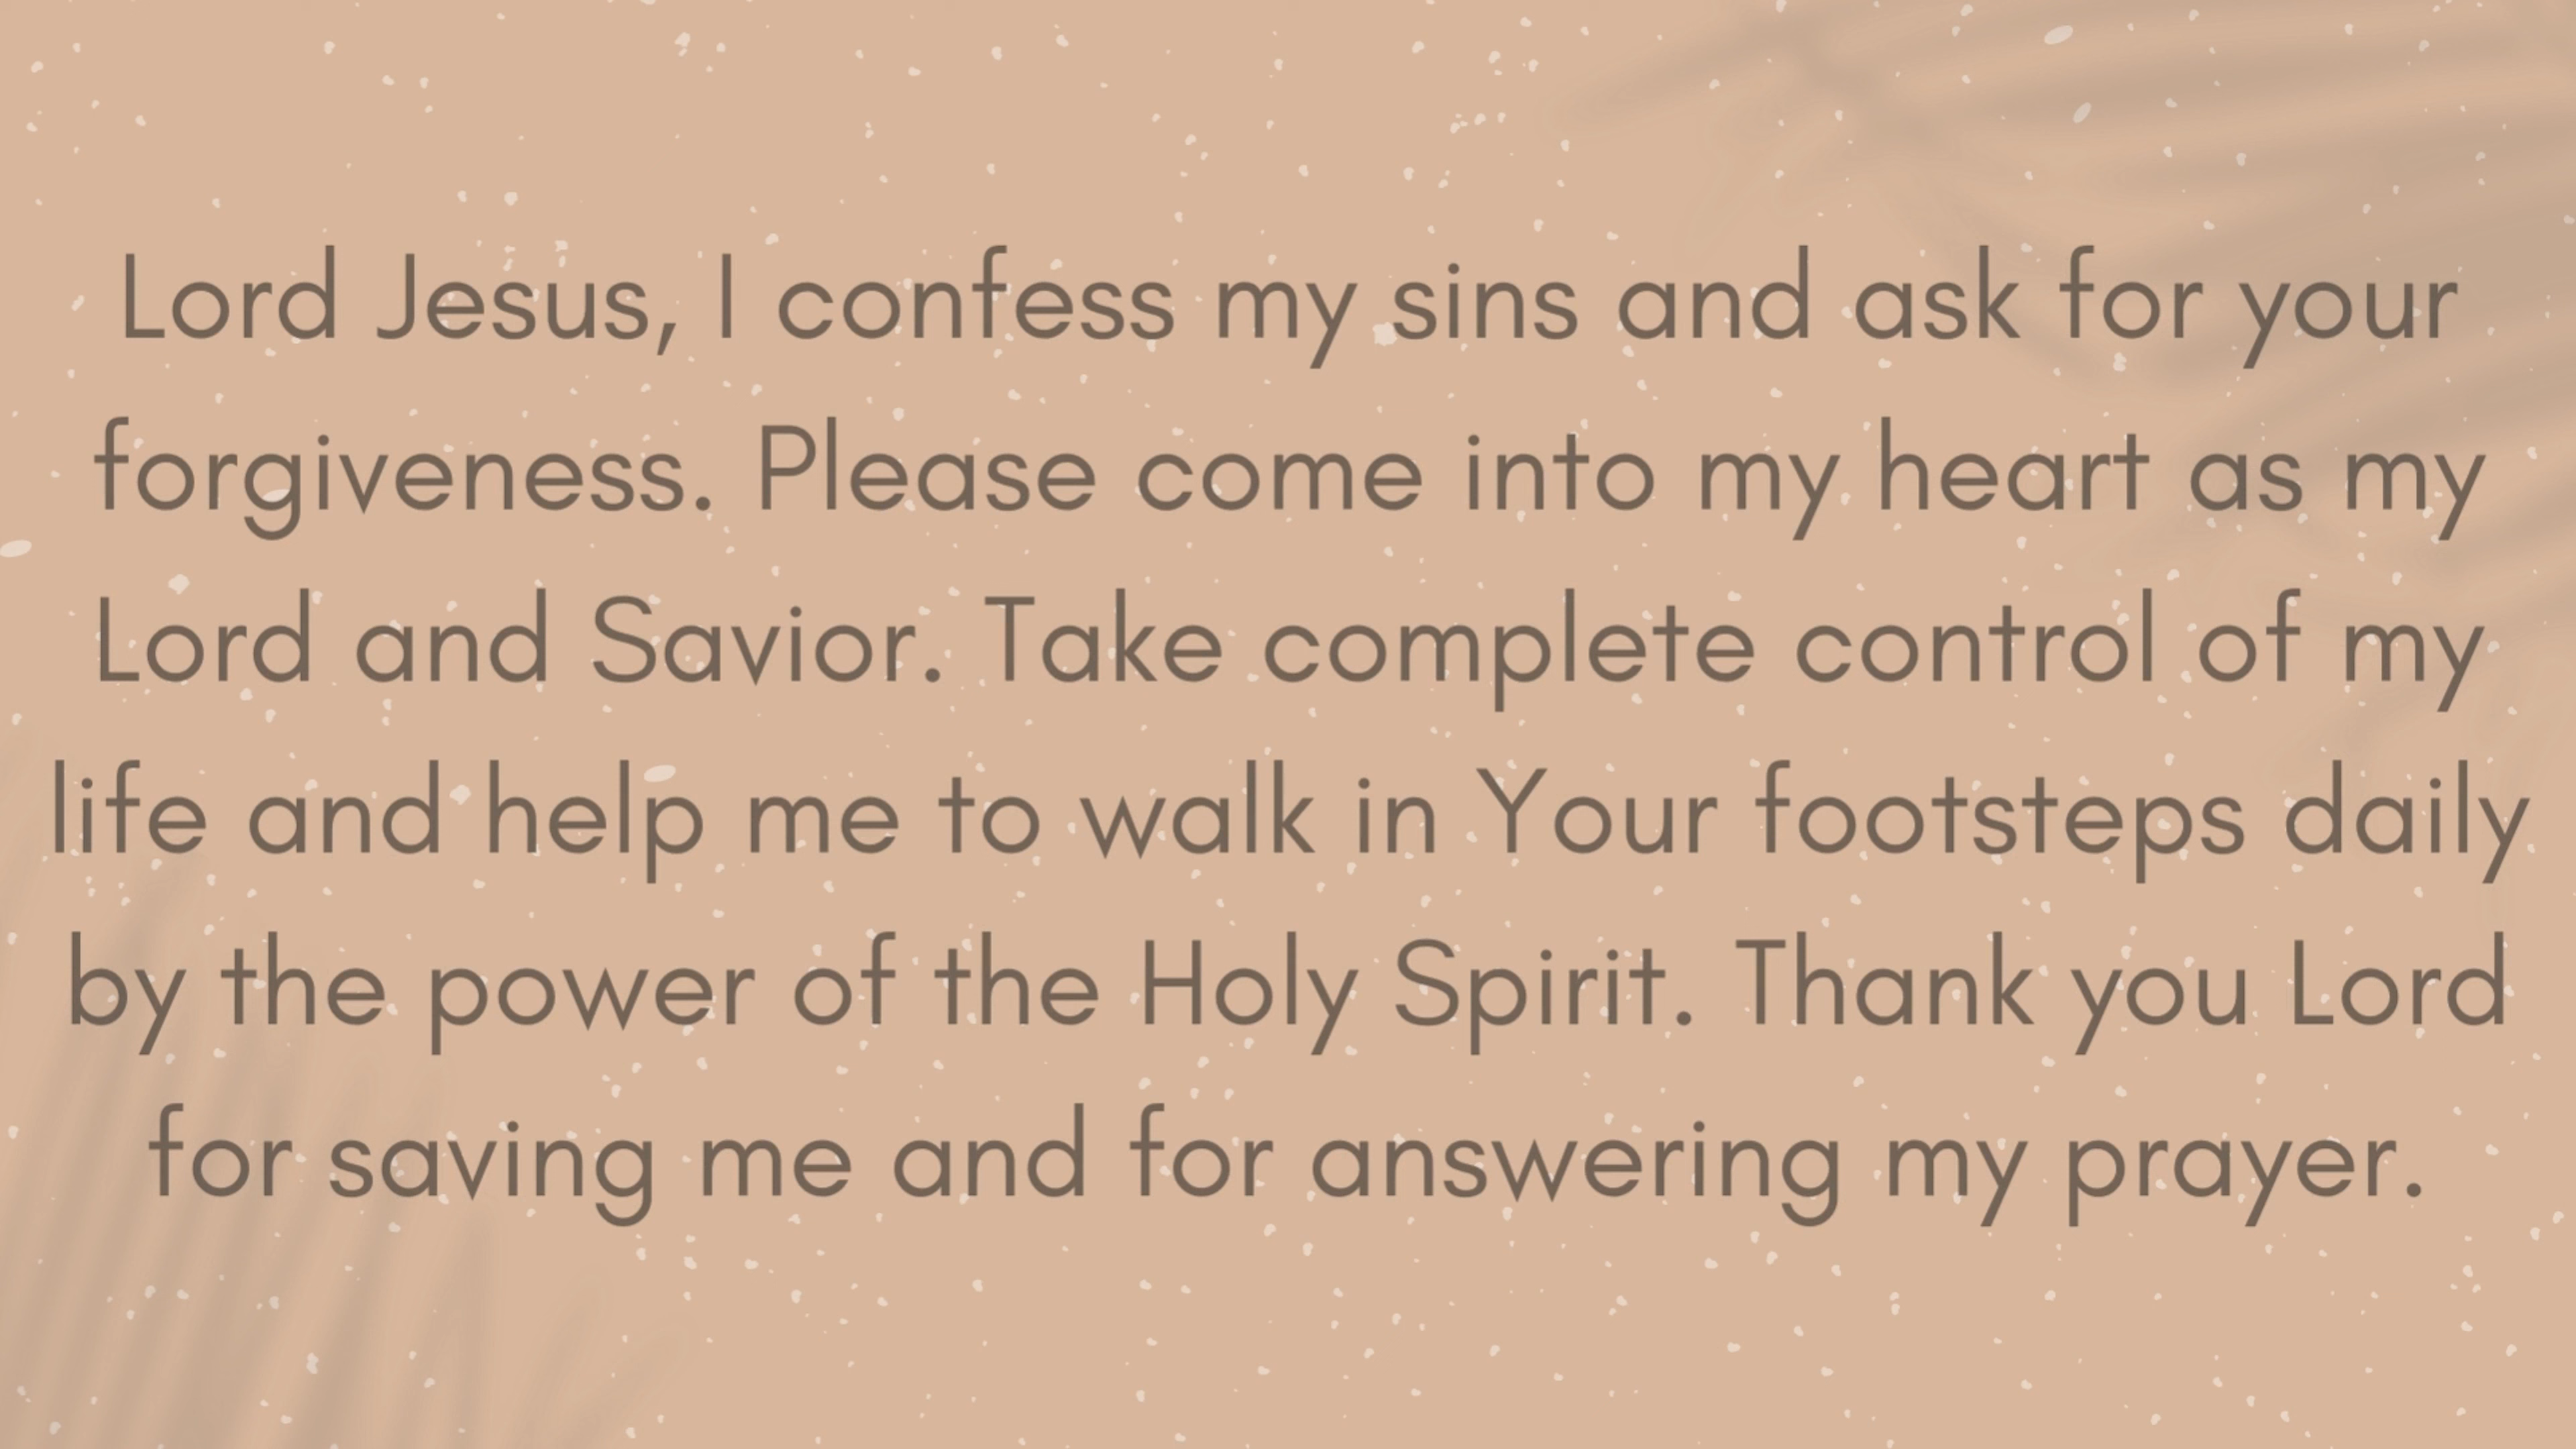 Lord Jesus, I confess my sins and ask for your
forgiveness. Please come into my heart as my
Lord and Savior. Take complete control of my
life and help me to walk in Your footsteps daily
by the power of the Holy Spirit. Thank you Lord
for saving me and for answering my prayer.